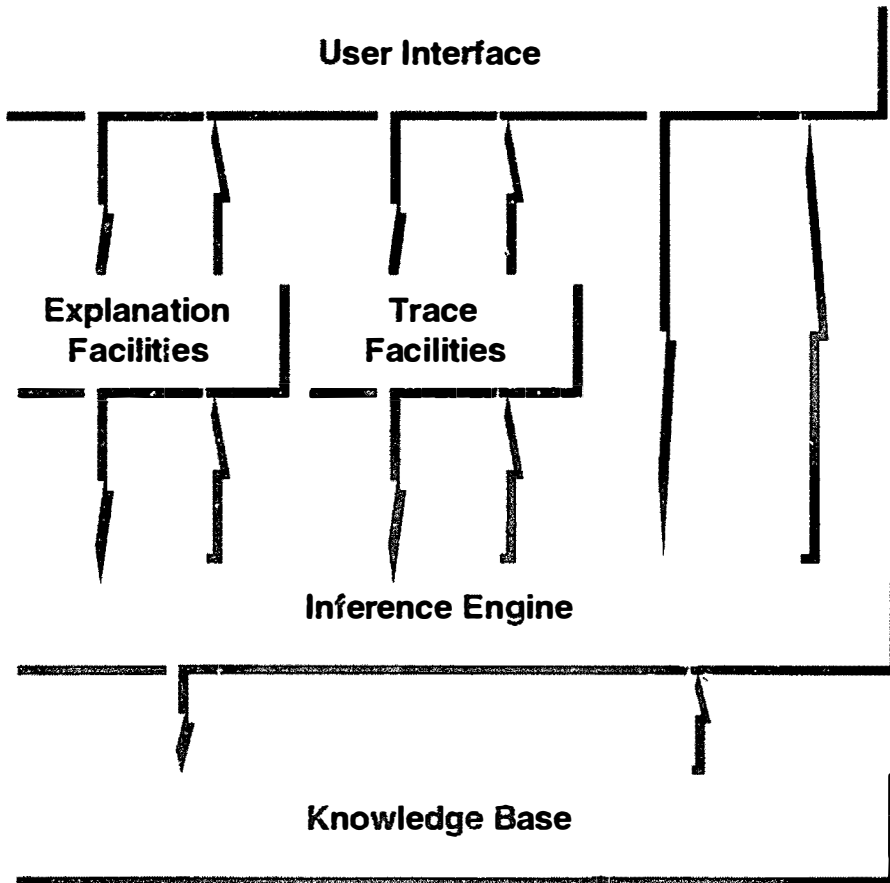 User Interface
Explanation
Facilities
Trace
Facilities
Inference Engine
Knowledge Base